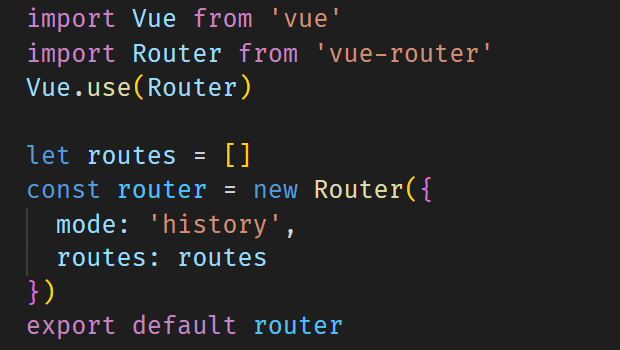 import Vue from 'vue'
import Router from 'vue-router'
Vue.use(Router)

let routes = []
const router = new Router({
  mode: 'history',
  routes: routes
})
export default router